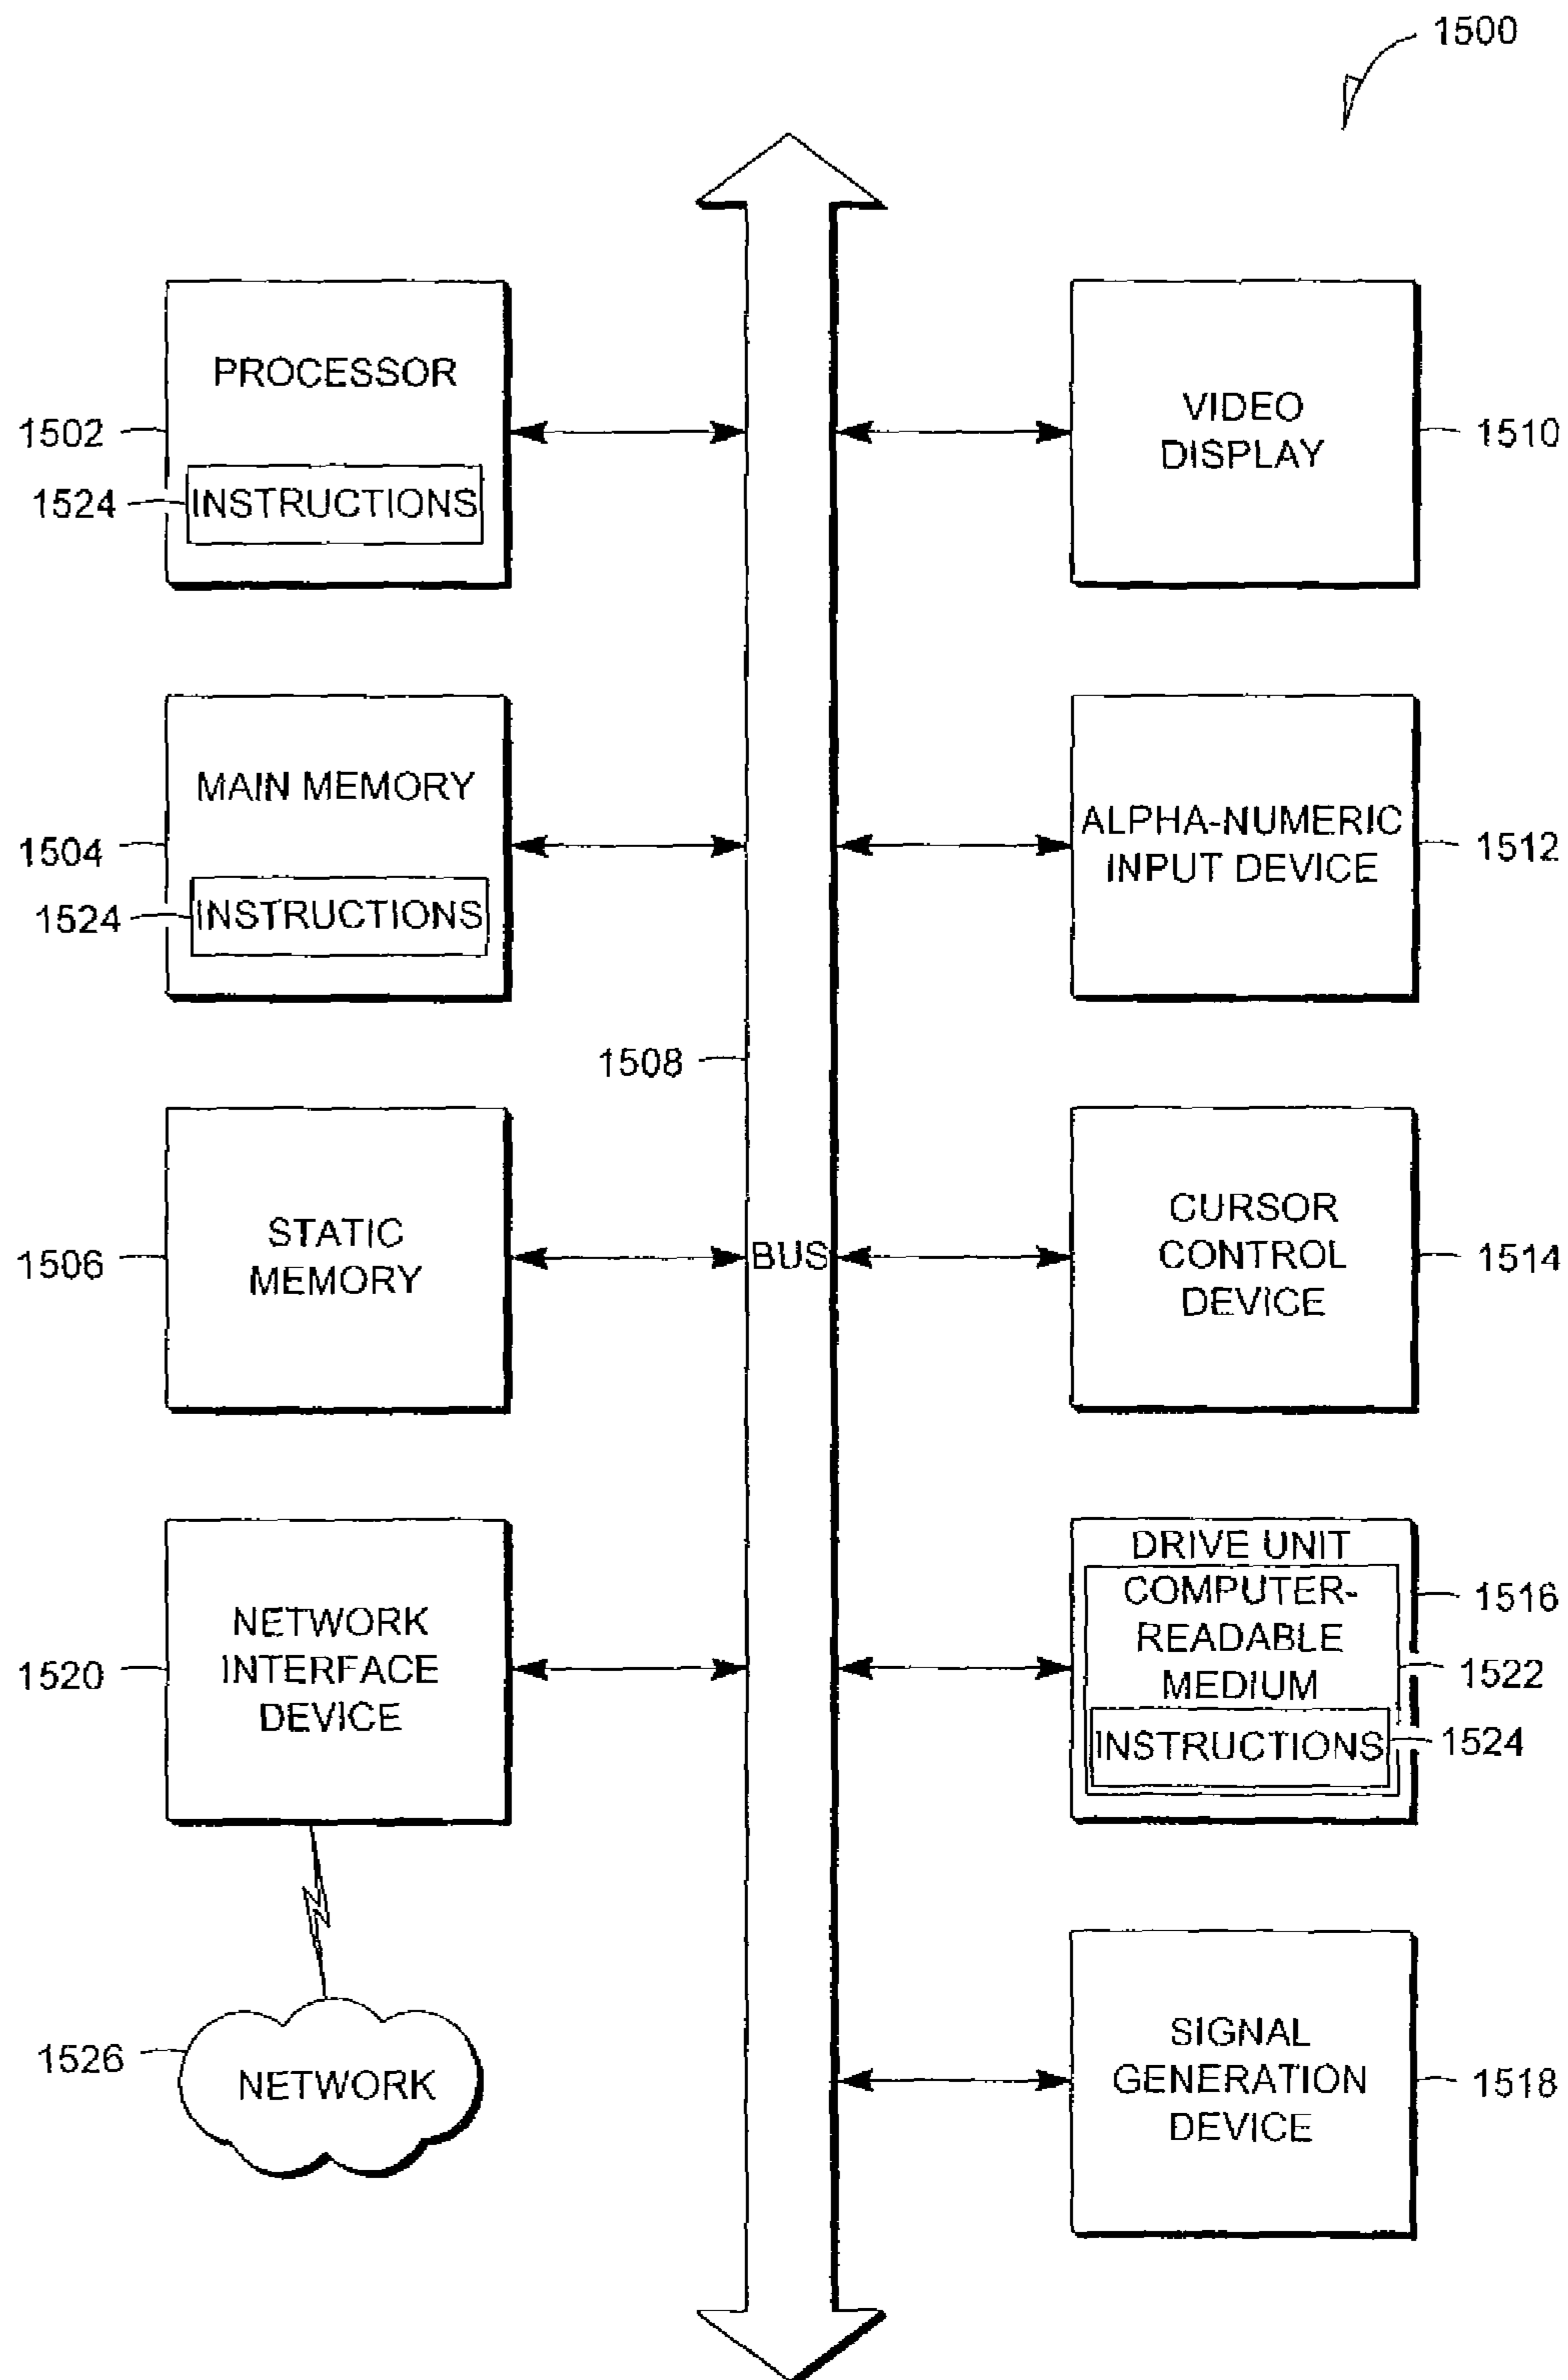 1500
PROCESSOR
1502
1524
INSTRUCTIONS
VIDEO
DISPLAY
1510
MAIN MEMORY
1504
1524
INSTRUCTIONS
ALPHA-NUMERIC
INPUT DEVICE
1512
1508
STATIC
MEMORY
1506
BUS
CURSOR
CONTROL
DEVICE
1514
NETWORK
INTERFACE
DEVICE
1520
DRIVE UNIT
1516
COMPUTER-
READABLE
MEDIUM
1522
INSTRUCTIONS
1524
1526
NETWORK
SIGNAL
GENERATION
DEVICE
1518